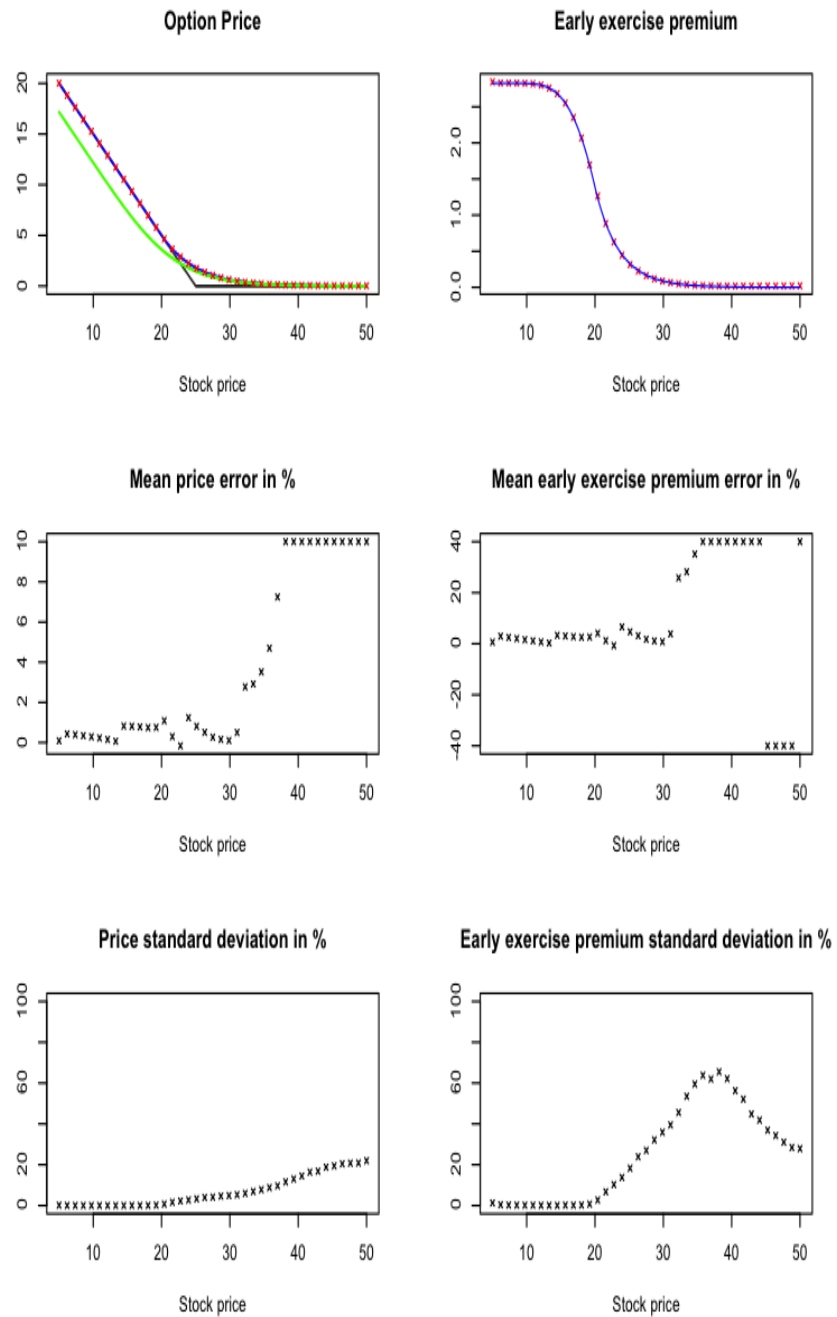 Option Price
20
15
10
5
0
10 20 30 40 50
Stock price
Early exercise premium
2.0
1.0
0.0
10 20 30 40 50
Stock price
Mean price error in %
10
8
6
4
2
0
10 20 30 40 50
Stock price
Mean early exercise premium error in %
40
20
0
-20
-40
10 20 30 40 50
Stock price
Price standard deviation in %
100
60
20
0
10 20 30 40 50
Stock price
Early exercise premium standard deviation in %
100
60
20
0
10 20 30 40 50
Stock price